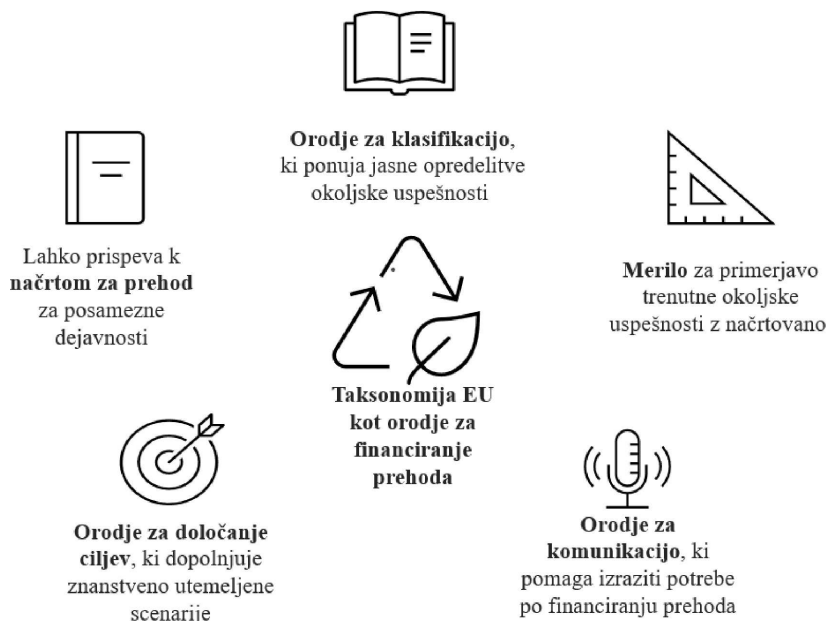 Orodje za klasifikacijo,
ki ponuja jasne opredelitve
okoljske uspešnosti
Lahko prispeva k
načrtom za prehod
za posamezne
dejavnosti
Merilo za primerjavo
trenutne okoljske
uspešnosti z načrtovano
Taksonomija EU
kot orodje za
financiranje
prehoda
Orodje za določanje
ciljev, ki dopolnjuje
znanstveno utemeljene
scenarije
Orodje za
komunikacijo, ki
pomaga izraziti potrebe
po financiranju prehoda